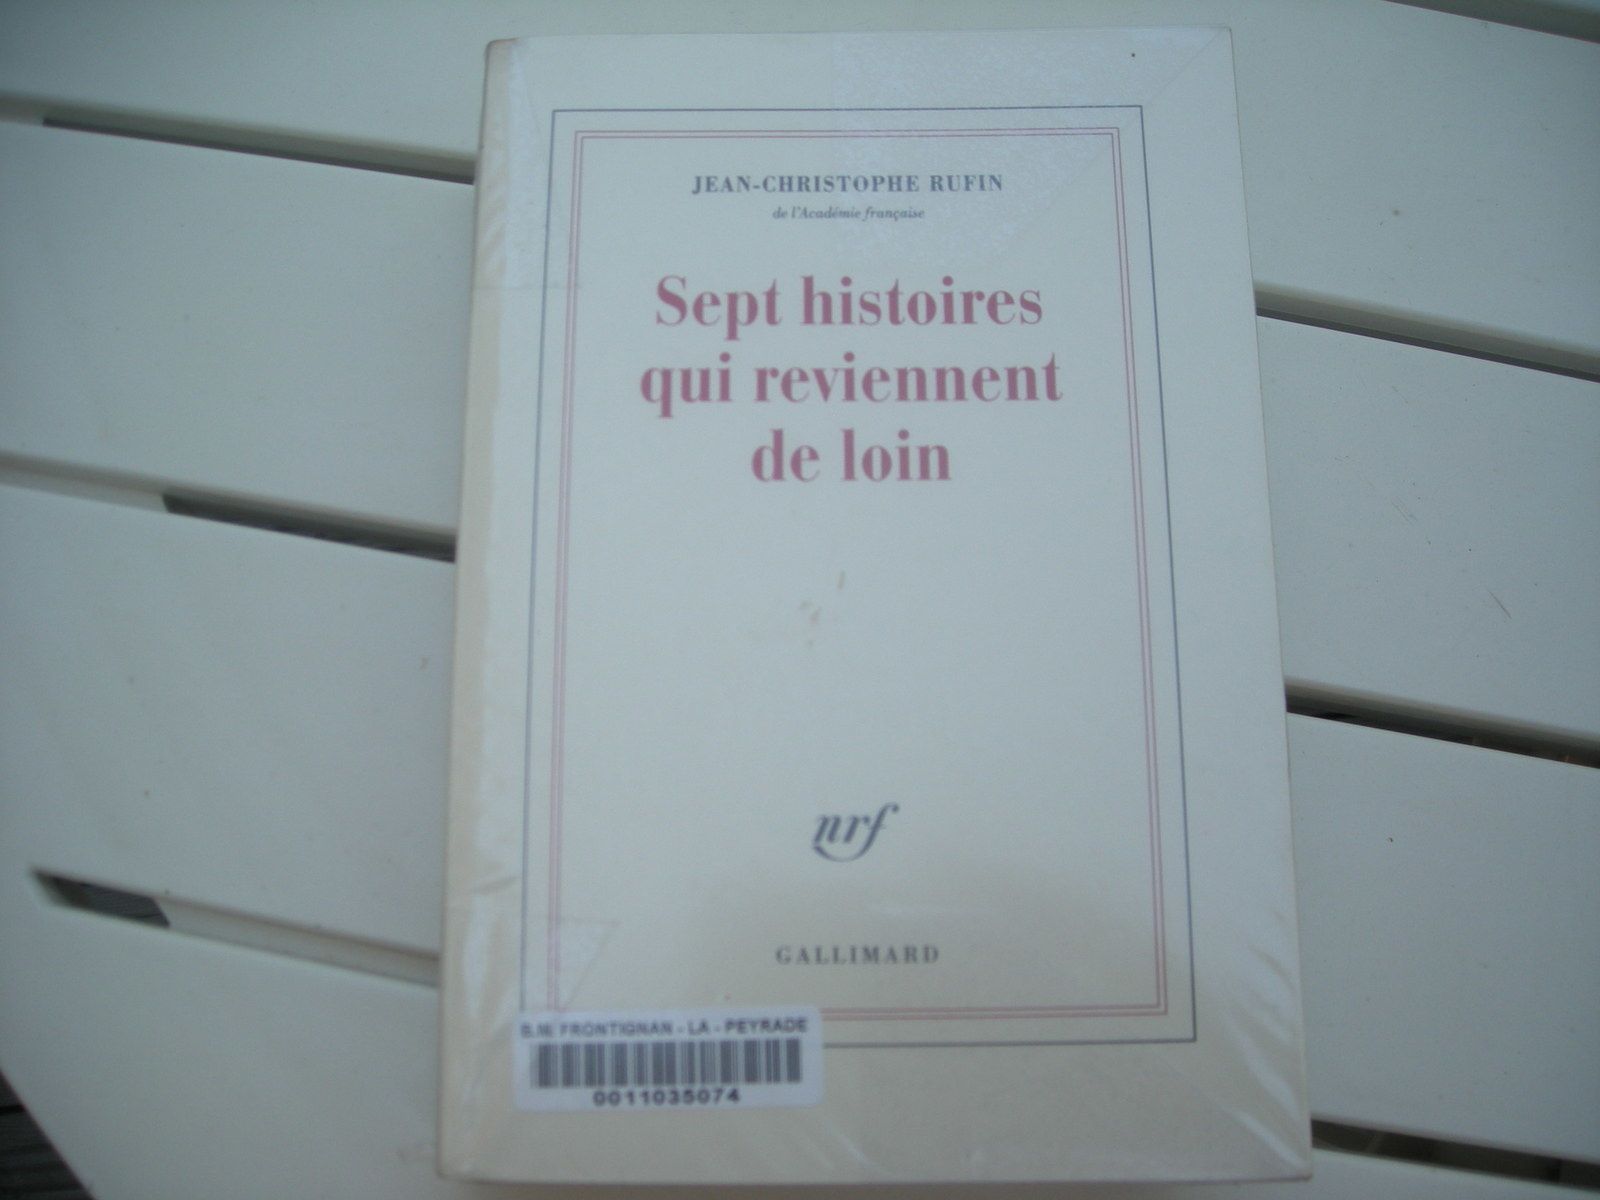 JEAN-CHRISTOPHE RUFIN
de l'Académie française
Sept histoires
qui reviennent
de loin
nrf
GALLIMARD
B.M. FRONTIGNAN - LA - PEYRADE
0011035074